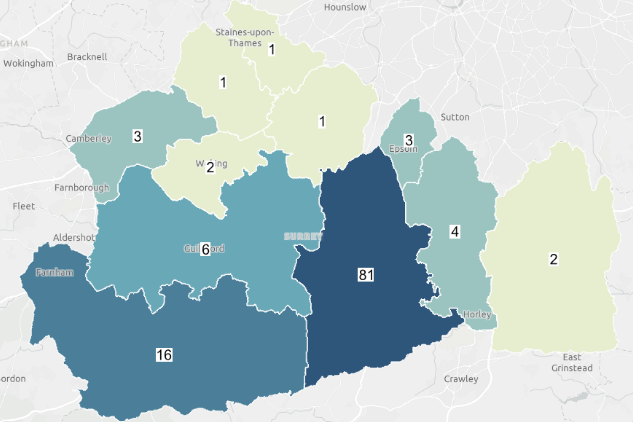 Hounslow
Staines-upon-
Thames
1
GHAM
Bracknell
Wokingham
1
1
Sutton
3
3
Camberley
Epsom
2
Farnborough
Fleet
Aldershot
SURREY
4
6
Guildford
2
Farnham
81
Horley
16
East
Grinstead
Crawley